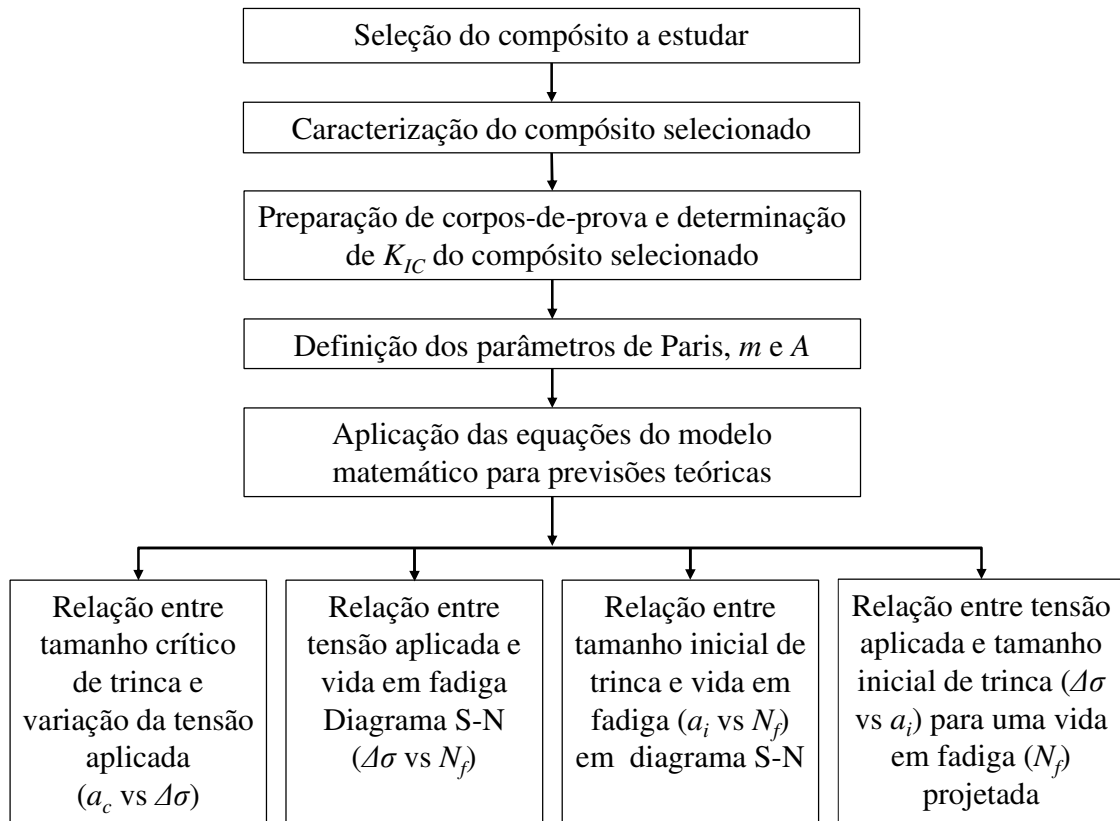 Seleção do compósito a estudar
Caracterização do compósito selecionado
Preparação de corpos-de-prova e determinação
de K_IC do compósito selecionado
Definição dos parâmetros de Paris, m e A
Aplicação das equações do modelo
matemático para previsões teóricas
Relação entre
tamanho crítico
de trinca e
variação da tensão
aplicada
(a_c vs Δσ)
Relação entre
tensão aplicada e
vida em fadiga
Diagrama S-N
(Δσ vs N_f)
Relação entre
tamanho inicial de
trinca e vida em
fadiga (a_i vs N_f)
em diagrama S-N
Relação entre tensão
aplicada e tamanho
inicial de trinca (Δσ
vs a_i) para uma vida
em fadiga (N_f)
projetada